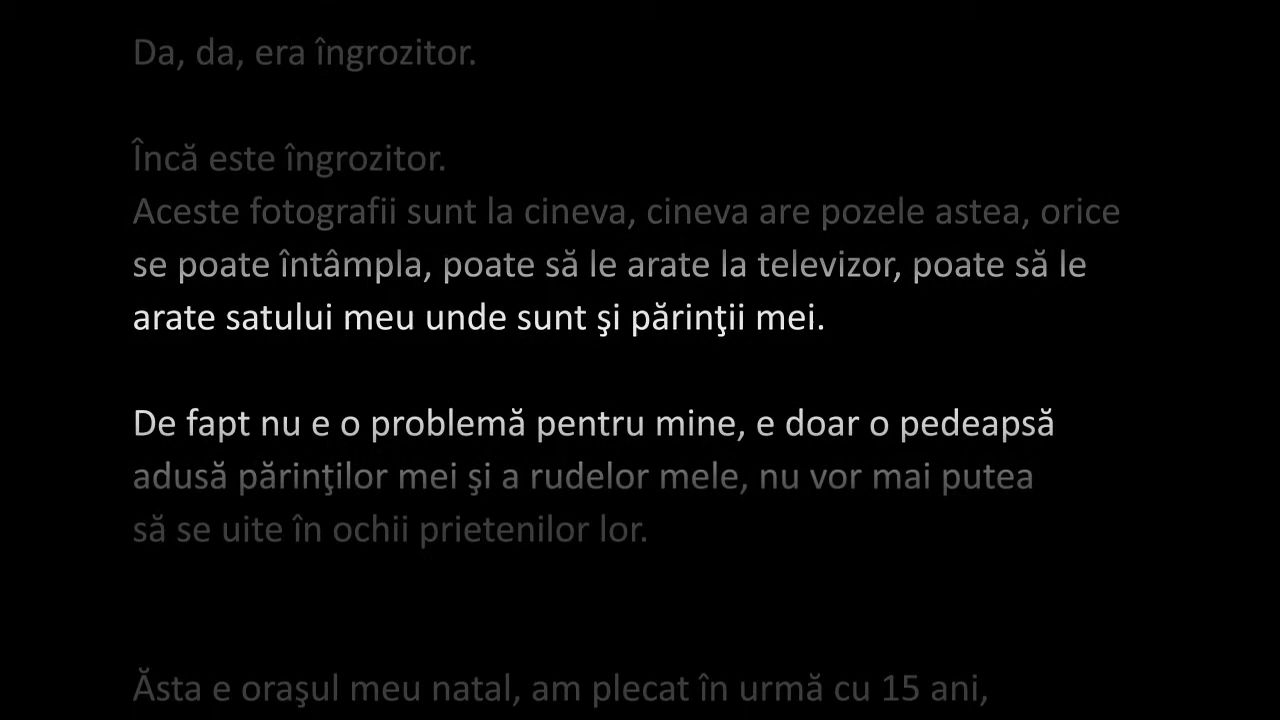 Da, da, era îngrozitor.
Încă este îngrozitor.
Aceste fotografii sunt la cineva, cineva are pozele astea, orice
se poate întâmpla, poate să le arate la televizor, poate să le
arate satului meu unde sunt şi părinţii mei.
De fapt nu e o problemă pentru mine, e doar o pedeapsă
adusă părinţilor mei şi a rudelor mele, nu vor mai putea
să se uite în ochii prietenilor lor.
Ăsta e oraşul meu natal, am plecat în urmă cu 15 ani,